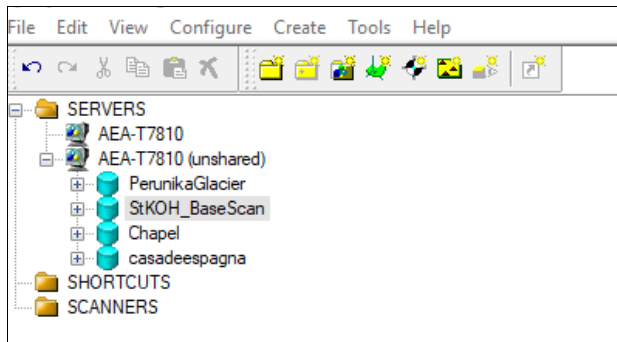 File Edit View Configure Create Tools Help
SERVERS
AEA-T7810
AEA-T7810 (unshared)
PerunikaGlacier
StKOH_BaseScan
Chapel
casadeespagna
SHORTCUTS
SCANNERS